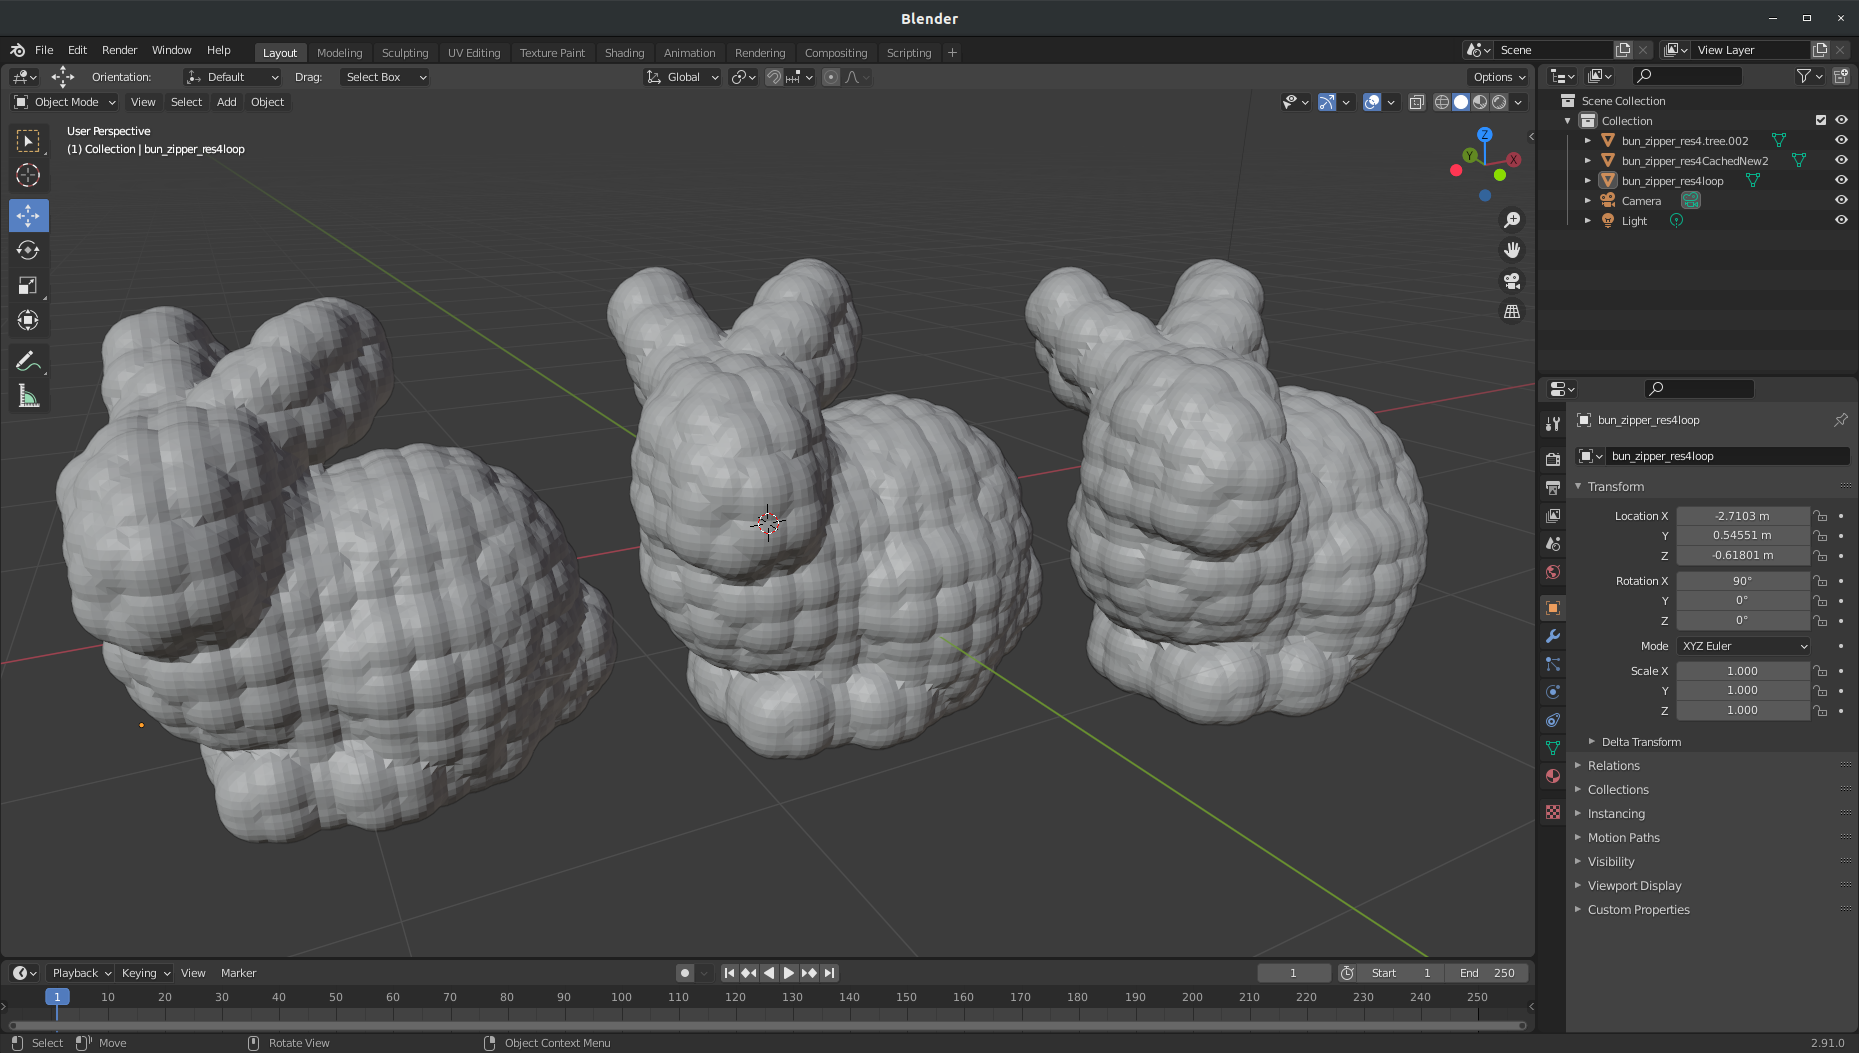 Blender
File Edit Render Window Help Layout Modeling Sculpting UV Editing Texture Paint Shading Animation Rendering Compositing Scripting + Scene View Layer
Orientation: Default Drag: Select Box Global Options
Object Mode View Select Add Object
User Perspective
(1) Collection | bun_zipper_res4loop
Z
Y
X
Scene Collection
Collection
bun_zipper_res4.tree.002
bun_zipper_res4CachedNew2
bun_zipper_res4loop
Camera
Light
bun_zipper_res4loop
bun_zipper_res4loop
Transform
Location X -2.7103 m
Y 0.54551 m
Z -0.61801 m
Rotation X 90°
Y 0°
Z 0°
Mode XYZ Euler
Scale X 1.000
Y 1.000
Z 1.000
Delta Transform
Relations
Collections
Instancing
Motion Paths
Visibility
Viewport Display
Custom Properties
Playback Keying View Marker 1 Start 1 End 250
1 10 20 30 40 50 60 70 80 90 100 110 120 130 140 150 160 170 180 190 200 210 220 230 240 250
Select Move Rotate View Object Context Menu 2.91.0